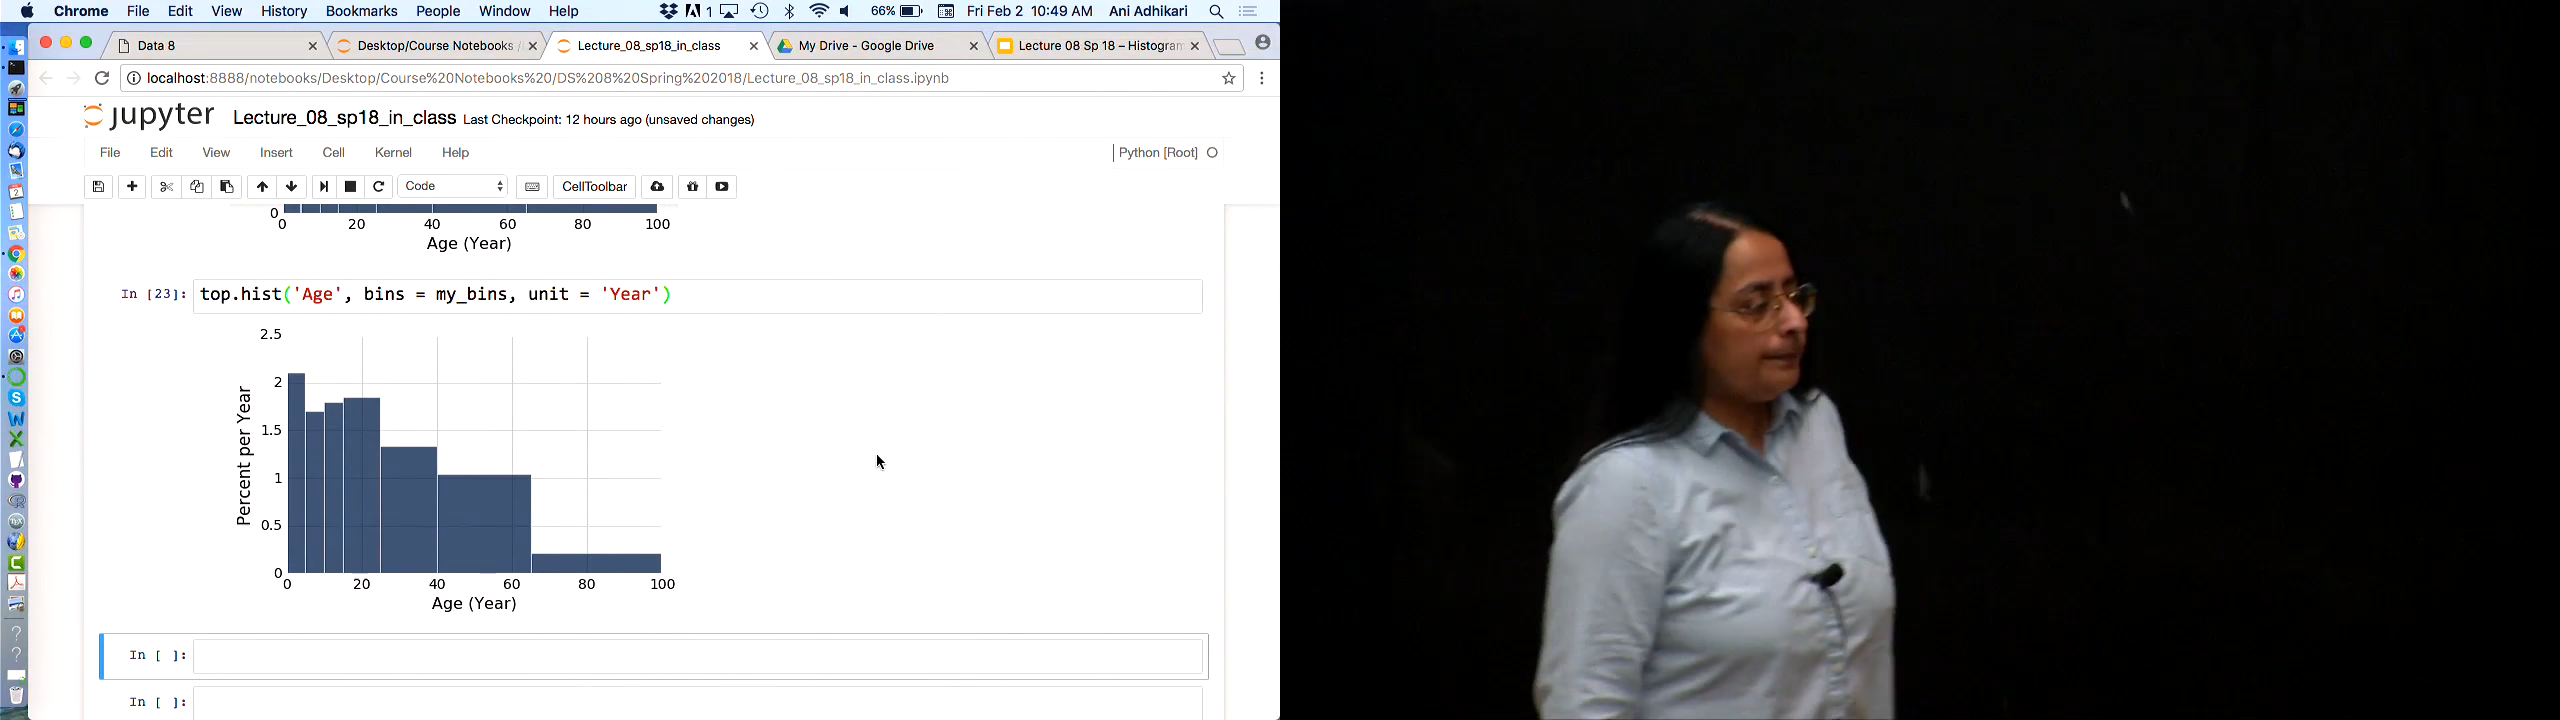 Chrome File Edit View History Bookmarks People Window Help 1 66% Fri Feb 2 10:49 AM Ani Adhikari
Data 8 Desktop/Course Notebooks / Lecture_08_sp18_in_class My Drive - Google Drive Lecture 08 Sp 18 – Histogram
localhost:8888/notebooks/Desktop/Course%20Notebooks%20/DS%208%20Spring%202018/Lecture_08_sp18_in_class.ipynb
jupyter Lecture_08_sp18_in_class Last Checkpoint: 12 hours ago (unsaved changes)
File Edit View Insert Cell Kernel Help Python [Root]
Code CellToolbar
0
0 20 40 60 80 100
Age (Year)
In [23]: top.hist('Age', bins = my_bins, unit = 'Year')
2.5
2
1.5
1
0.5
0
Percent per Year
0 20 40 60 80 100
Age (Year)
In [ ]:
In [ ]: